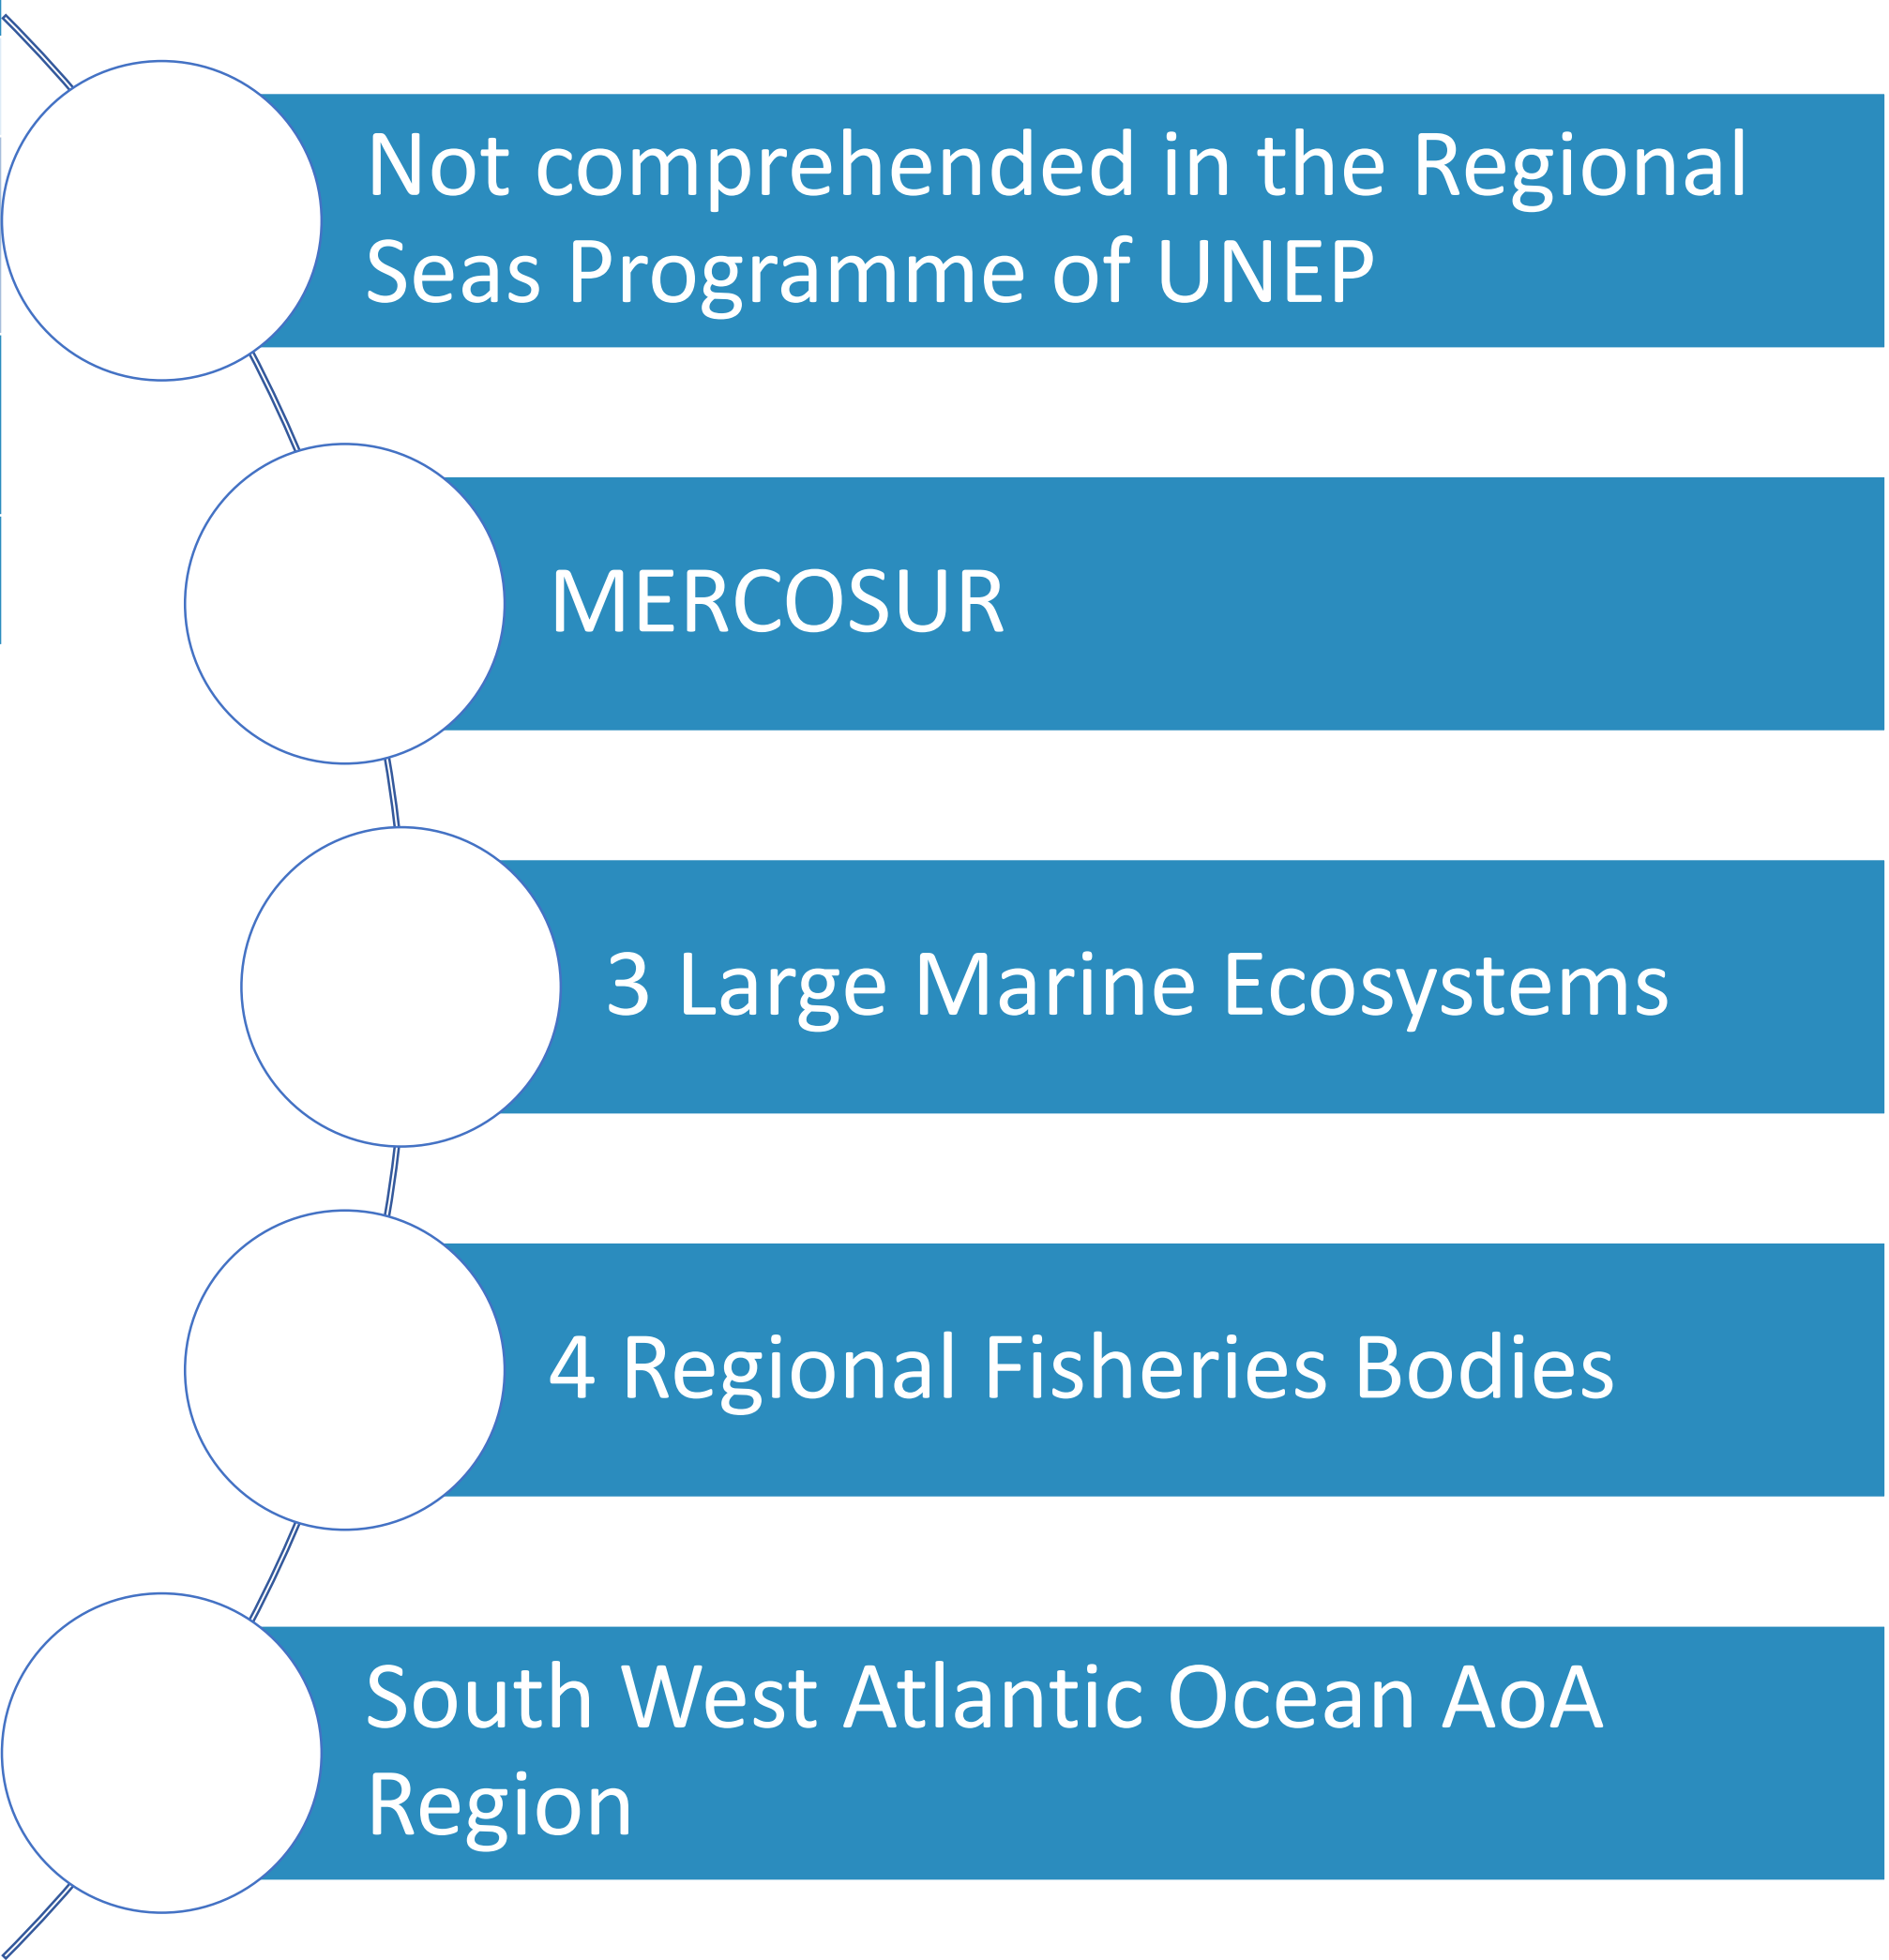 Not comprehended in the Regional
Seas Programme of UNEP
MERCOSUR
3 Large Marine Ecosystems
4 Regional Fisheries Bodies
South West Atlantic Ocean AoA
Region